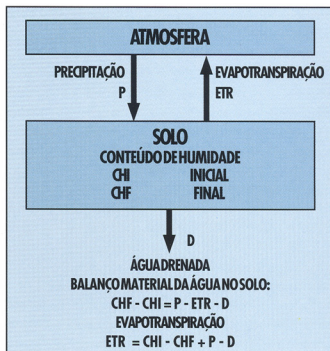 ATMOSFERA
PRECIPITAÇÃO EVAPOTRANSPIRAÇÃO
P ETR
SOLO
CONTEÚDO DE HUMIDADE
CHI INICIAL
CHF FINAL
D
ÁGUA DRENADA
BALANÇO MATERIAL DA ÁGUA NO SOLO:
CHF - CHI = P - ETR - D
EVAPOTRANSPIRAÇÃO
ETR = CHI - CHF + P - D